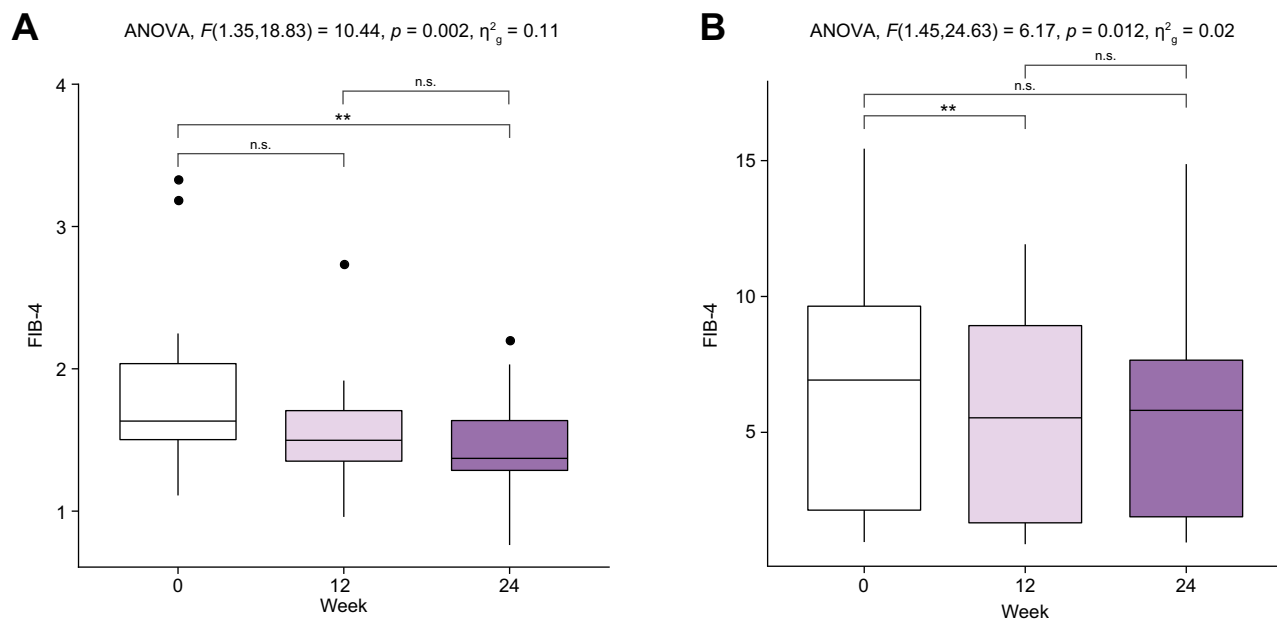 A
ANOVA, F(1.35,18.83) = 10.44, p = 0.002, η²g = 0.11
4
3
2
1
FIB-4
n.s.
**
n.s.
0
12
24
Week
B
ANOVA, F(1.45,24.63) = 6.17, p = 0.012, η²g = 0.02
15
10
5
FIB-4
n.s.
n.s.
**
0
12
24
Week